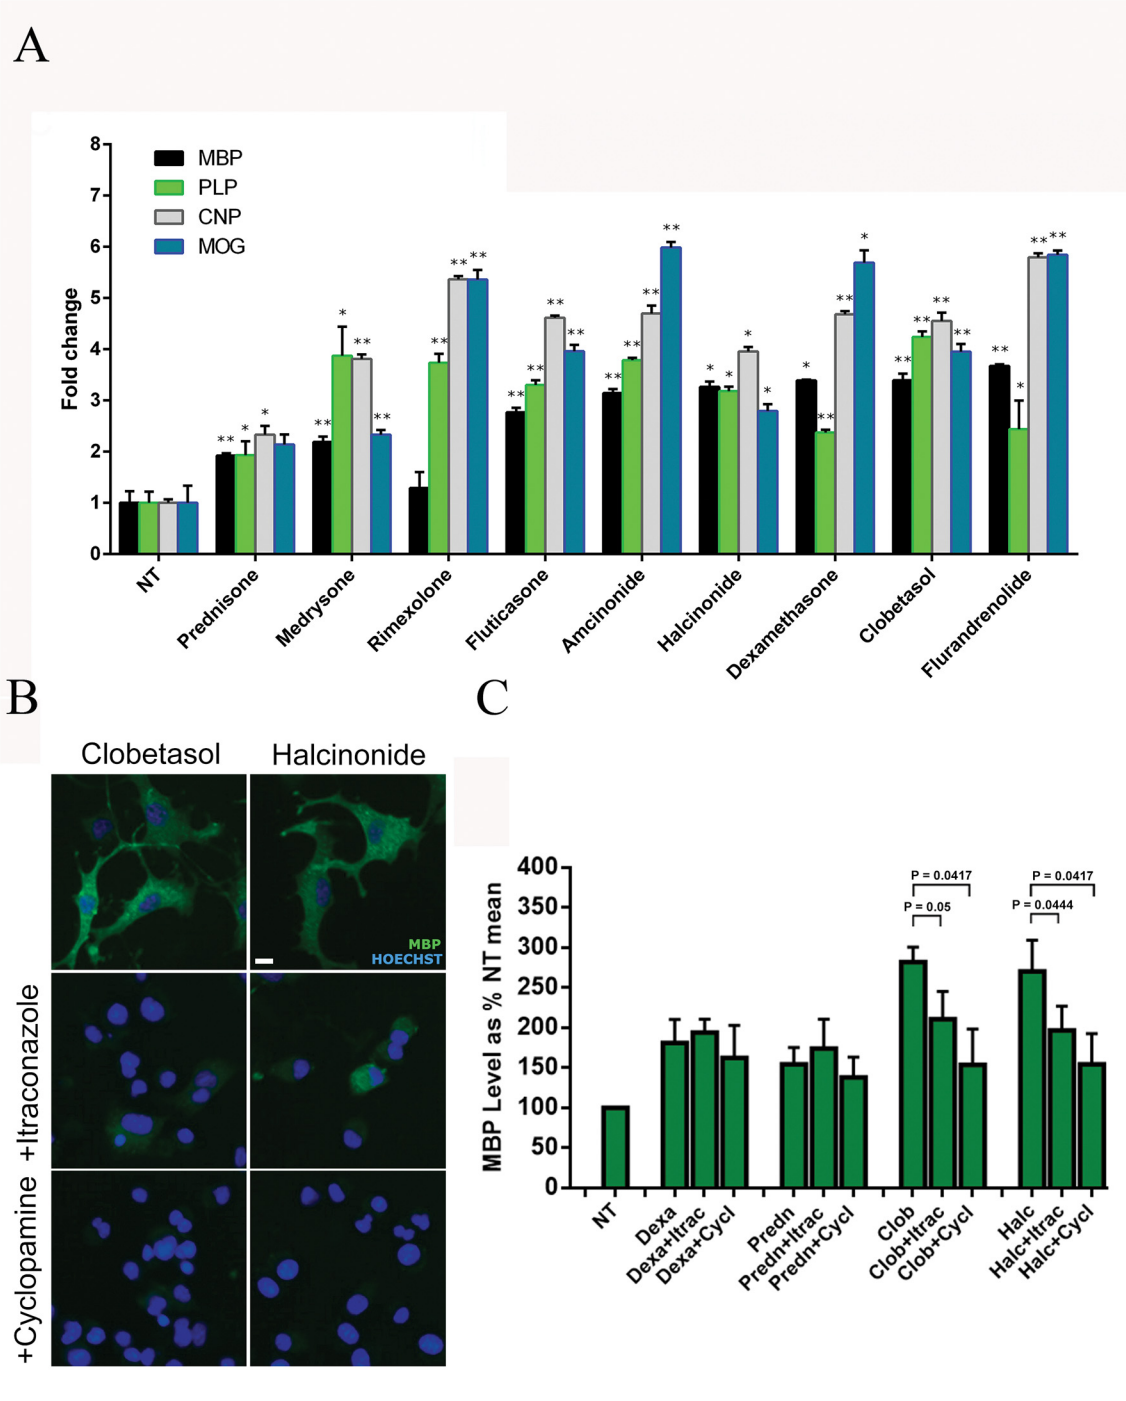 A
8
7
6
5
4
3
2
1
0
Fold change
MBP
PLP
CNP
MOG
** * *
** * ** **
** ** **
** ** ** **
** ** ** **
* * * *
* ** ** *
** ** ** **
** * ** **
NT
Prednisone
Medrysone
Rimexolone
Fluticasone
Amcinonide
Halcinonide
Dexamethasone
Clobetasol
Flurandrenolide
B
Clobetasol
Halcinonide
MBP
HOECHST
+Itraconazole
+Cyclopamine
C
MBP Level as % NT mean
400
350
300
250
200
150
100
50
0
P = 0.0417
P = 0.05
P = 0.0417
P = 0.0444
NT
Dexa
Dexa+Itrac
Dexa+Cycl
Predn
Predn+Itrac
Predn+Cycl
Clob
Clob+Itrac
Clob+Cycl
Halc
Halc+Itrac
Halc+Cycl